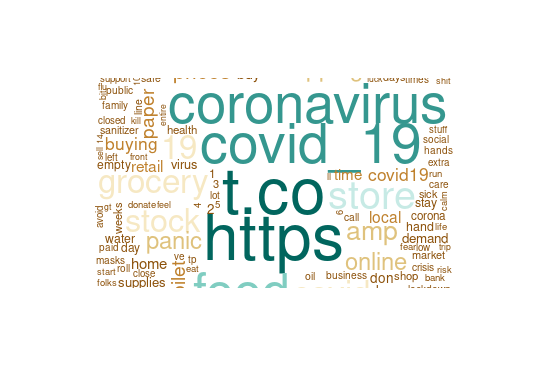 support safe buy days times shit
public coronavirus
family line paper entire
closed kill
sanitizer health covid_19 stuff
buying 19 social
sell 14 left front hands
empty retail virus time covid19 extra
grocery 1 t.co run
3 store care
lot sick calm
avoid gt weeks donate feel 4 2 5 6 stay
stock https call local corona
water amp hand life
paid day panic demand
fear low trip
masks home ve tp online market
start roll close eat crisis risk
folks supplies oil business don shop bank
food